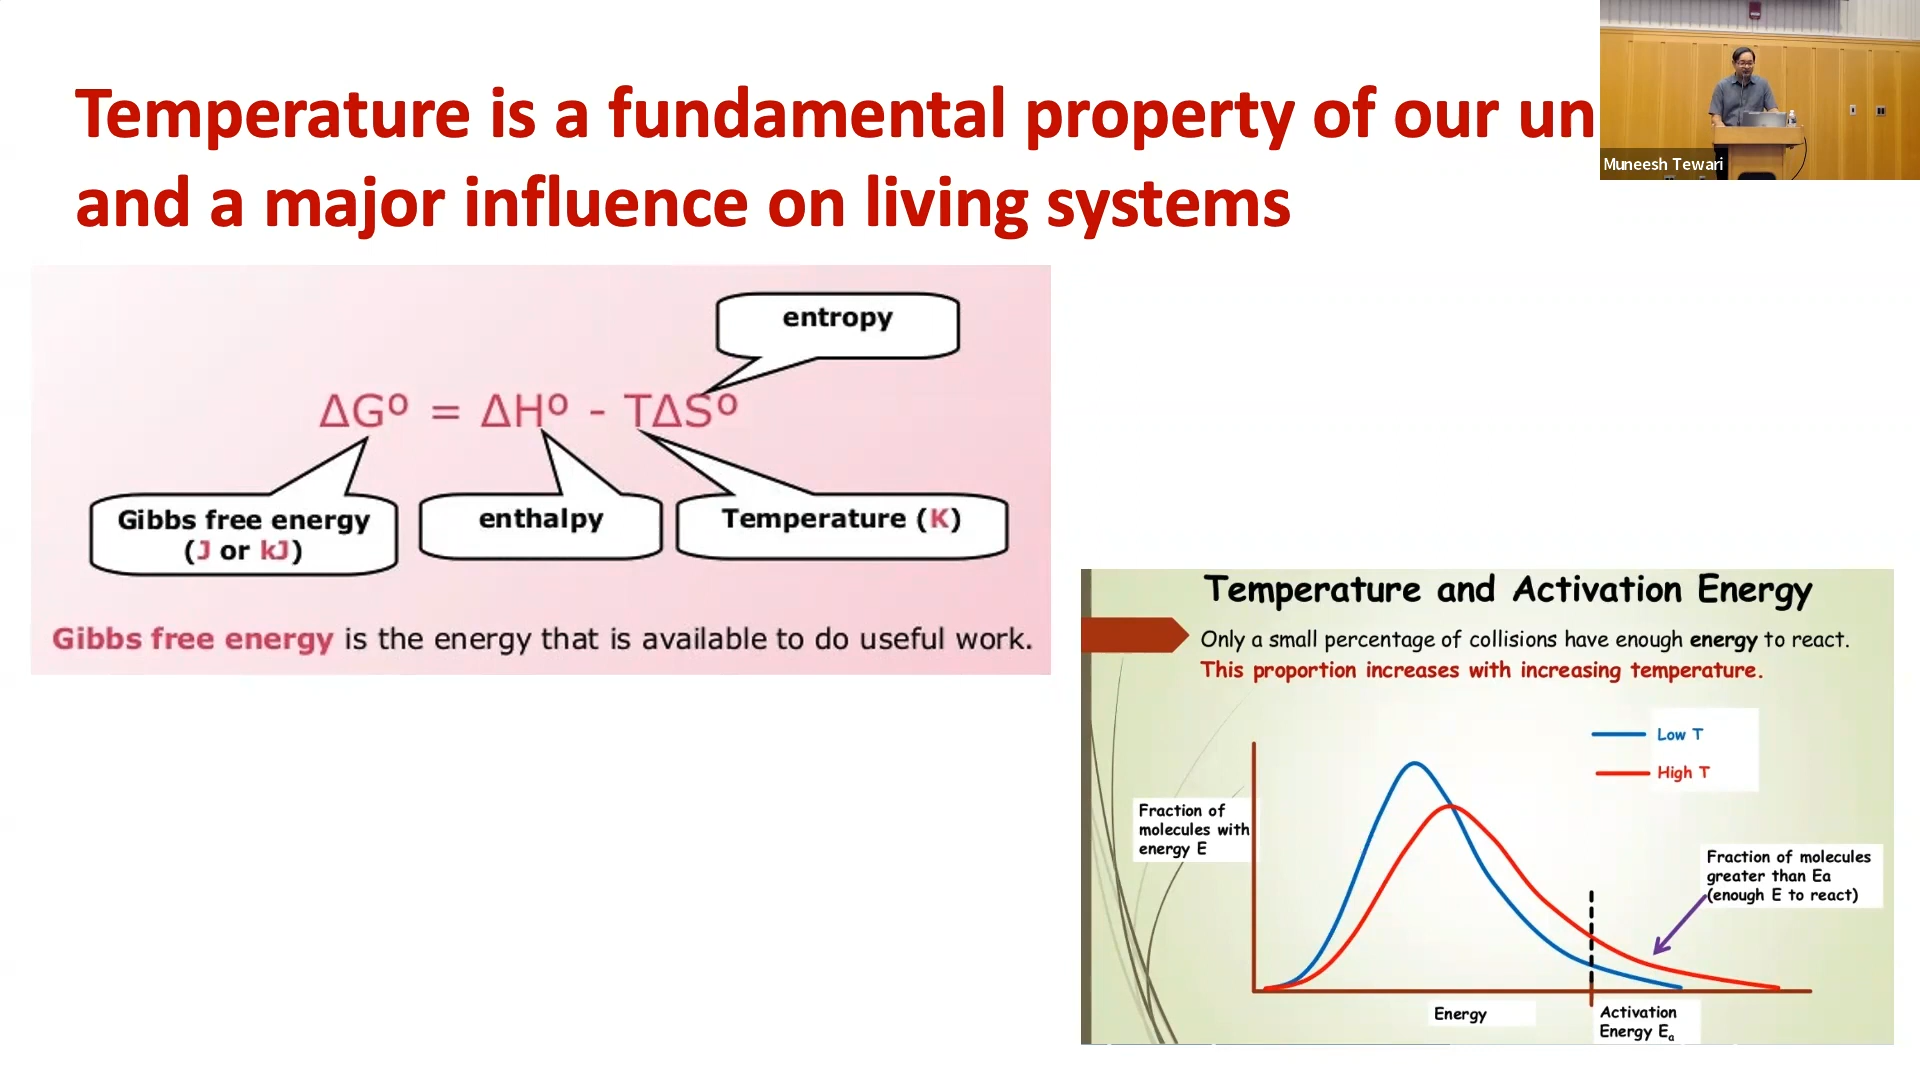 Temperature is a fundamental property of our un
and a major influence on living systems
Muneesh Tewari
entropy
ΔGº = ΔHº - TΔSº
Gibbs free energy
(J or kJ)
enthalpy
Temperature (K)
Gibbs free energy is the energy that is available to do useful work.
Temperature and Activation Energy
Only a small percentage of collisions have enough energy to react.
This proportion increases with increasing temperature.
Low T
High T
Fraction of
molecules with
energy E
Fraction of molecules
greater than Ea
(enough E to react)
Energy
Activation
Energy Ea